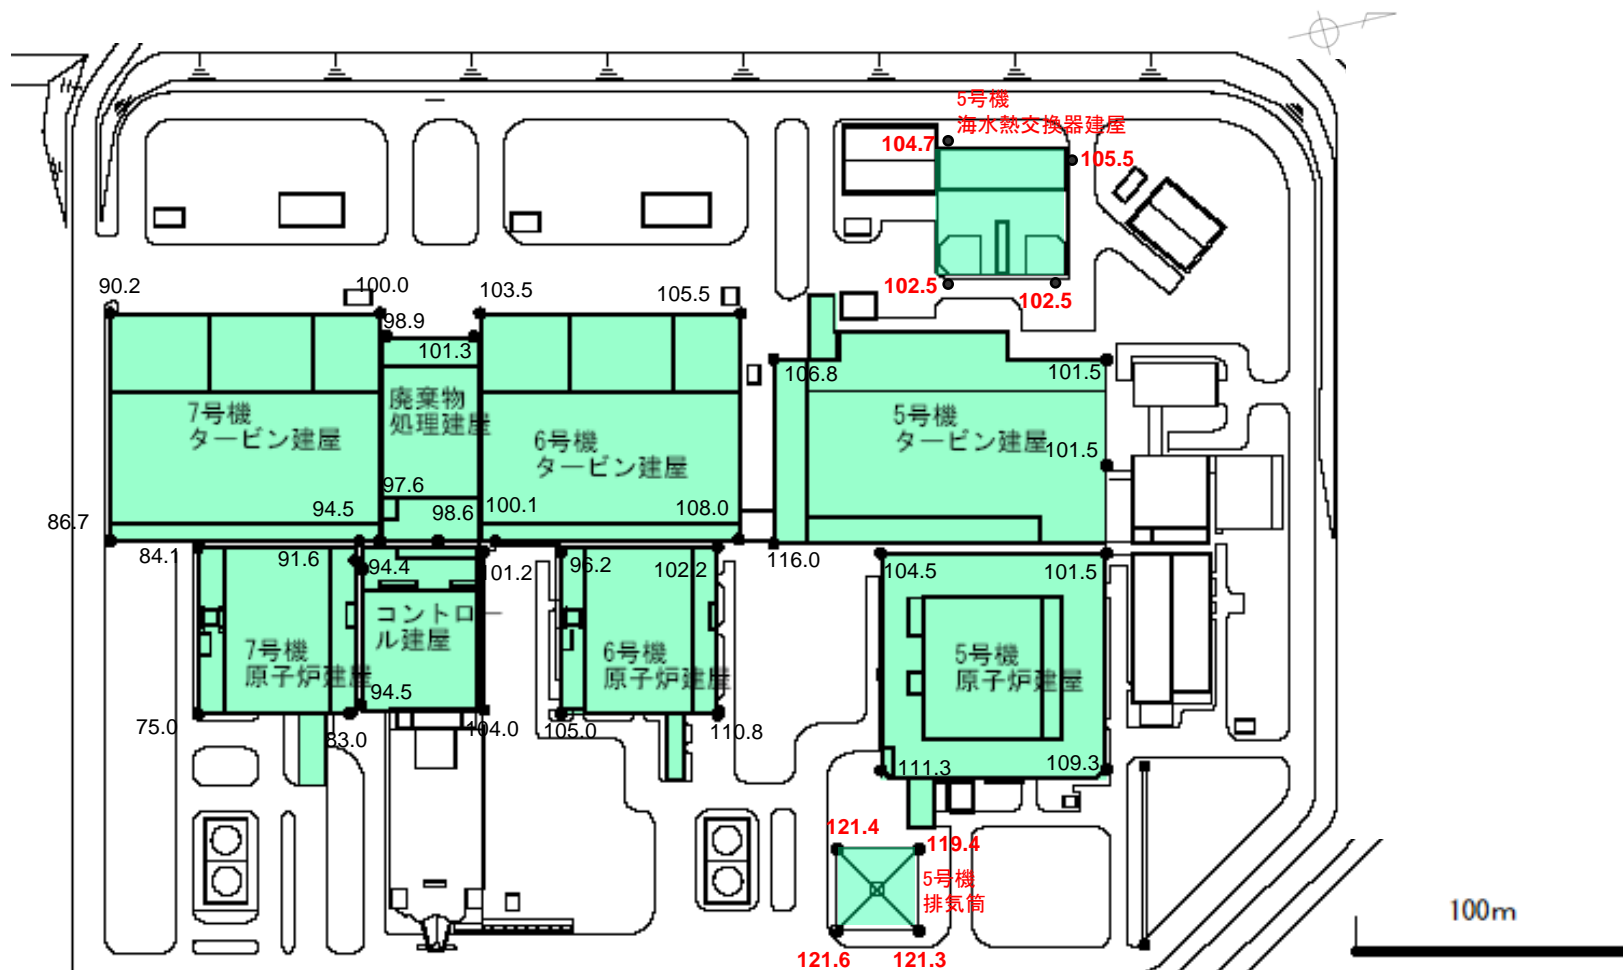 5号機
海水熱交換器建屋
104.7
105.5
102.5
102.5
90.2
100.0
103.5
105.5
98.9
101.3
106.8
101.5
7号機
タービン建屋
廃棄物
処理建屋
6号機
タービン建屋
5号機
タービン建屋
101.5
97.6
94.5
98.6
100.1
108.0
86.7
84.1
91.6
94.4
101.2
96.2
102.2
116.0
104.5
101.5
コントロ
ル建屋
7号機
原子炉建屋
6号機
原子炉建屋
5号機
原子炉建屋
94.5
75.0
83.0
104.0
105.0
110.8
111.3
109.3
121.4
119.4
5号機
排気筒
121.6
121.3
100m